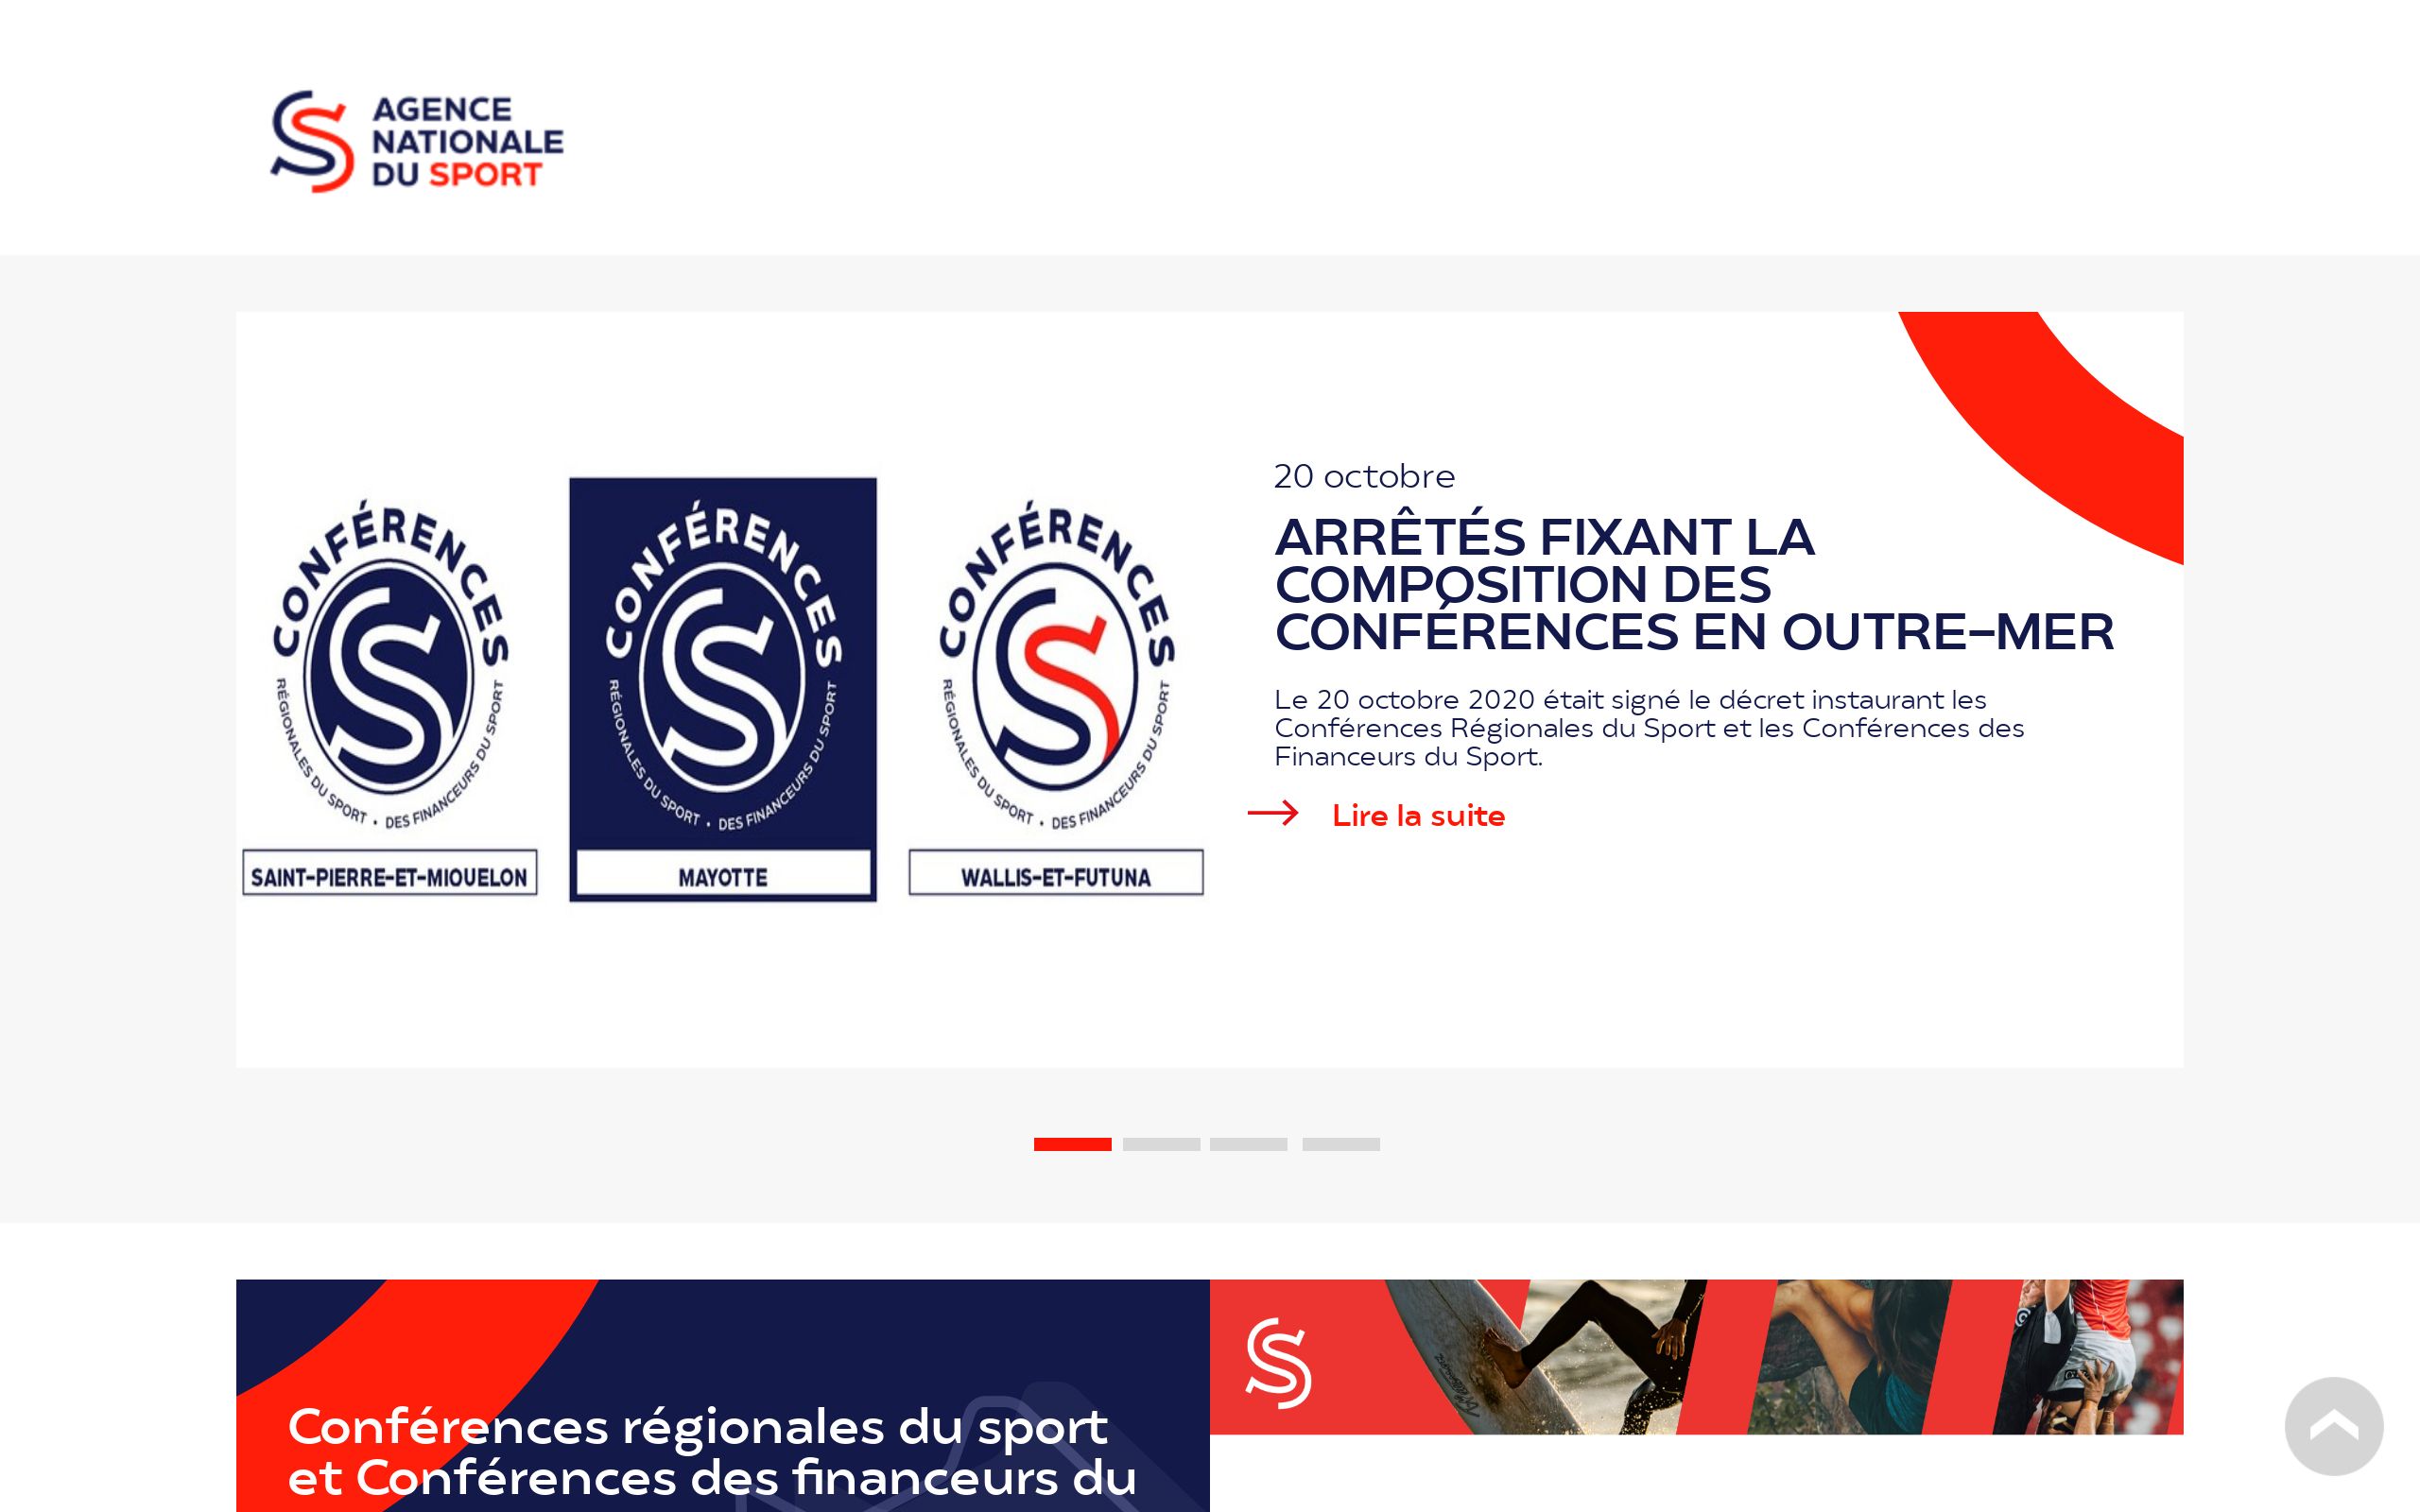 AGENCE
NATIONALE
DU SPORT
CONFÉRENCES
RÉGIONALES DU SPORT • DES FINANCEURS DU SPORT
SAINT-PIERRE-ET-MIQUELON
CONFÉRENCES
RÉGIONALES DU SPORT • DES FINANCEURS DU SPORT
MAYOTTE
CONFÉRENCES
RÉGIONALES DU SPORT • DES FINANCEURS DU SPORT
WALLIS-ET-FUTUNA
20 octobre
ARRÊTÉS FIXANT LA
COMPOSITION DES
CONFÉRENCES EN OUTRE-MER
Le 20 octobre 2020 était signé le décret instaurant les
Conférences Régionales du Sport et les Conférences des
Financeurs du Sport.
Lire la suite
Conférences régionales du sport
et Conférences des financeurs du